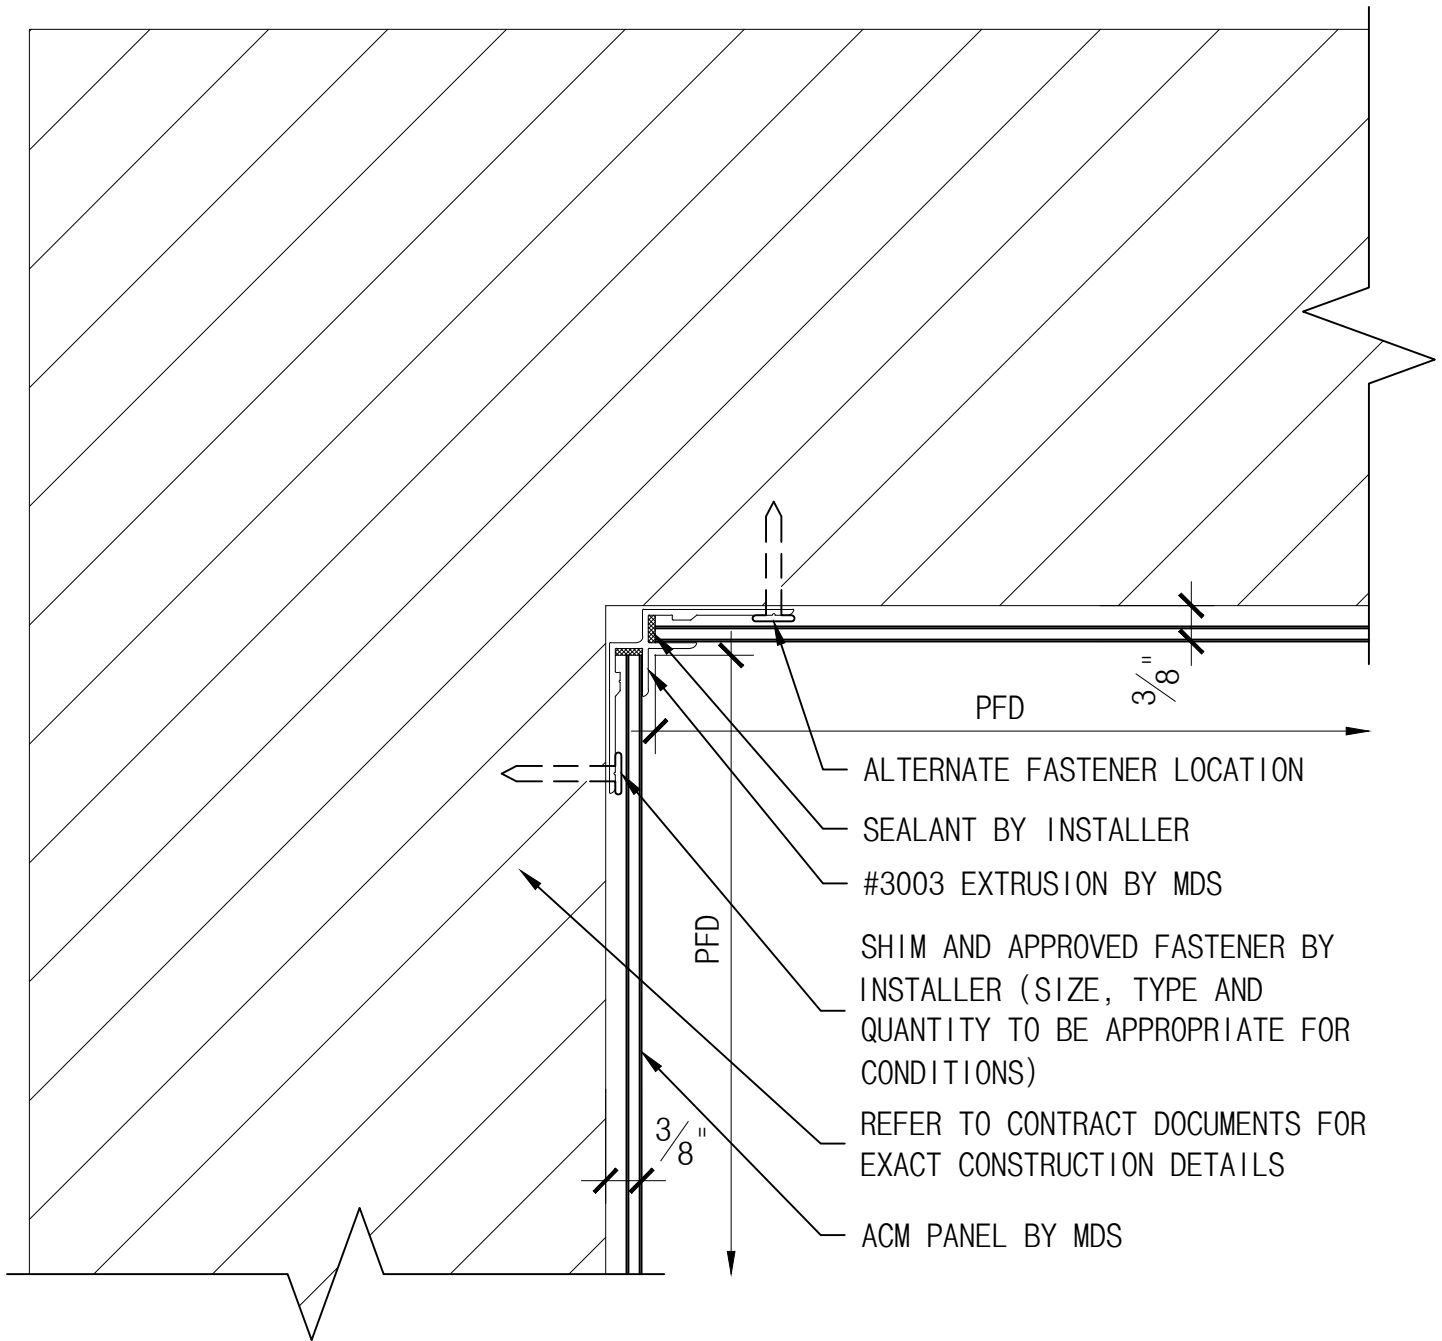 3/8"
PFD
ALTERNATE FASTENER LOCATION
SEALANT BY INSTALLER
#3003 EXTRUSION BY MDS
PFD
SHIM AND APPROVED FASTENER BY
INSTALLER (SIZE, TYPE AND
QUANTITY TO BE APPROPRIATE FOR
CONDITIONS)
3/8"
REFER TO CONTRACT DOCUMENTS FOR
EXACT CONSTRUCTION DETAILS
ACM PANEL BY MDS